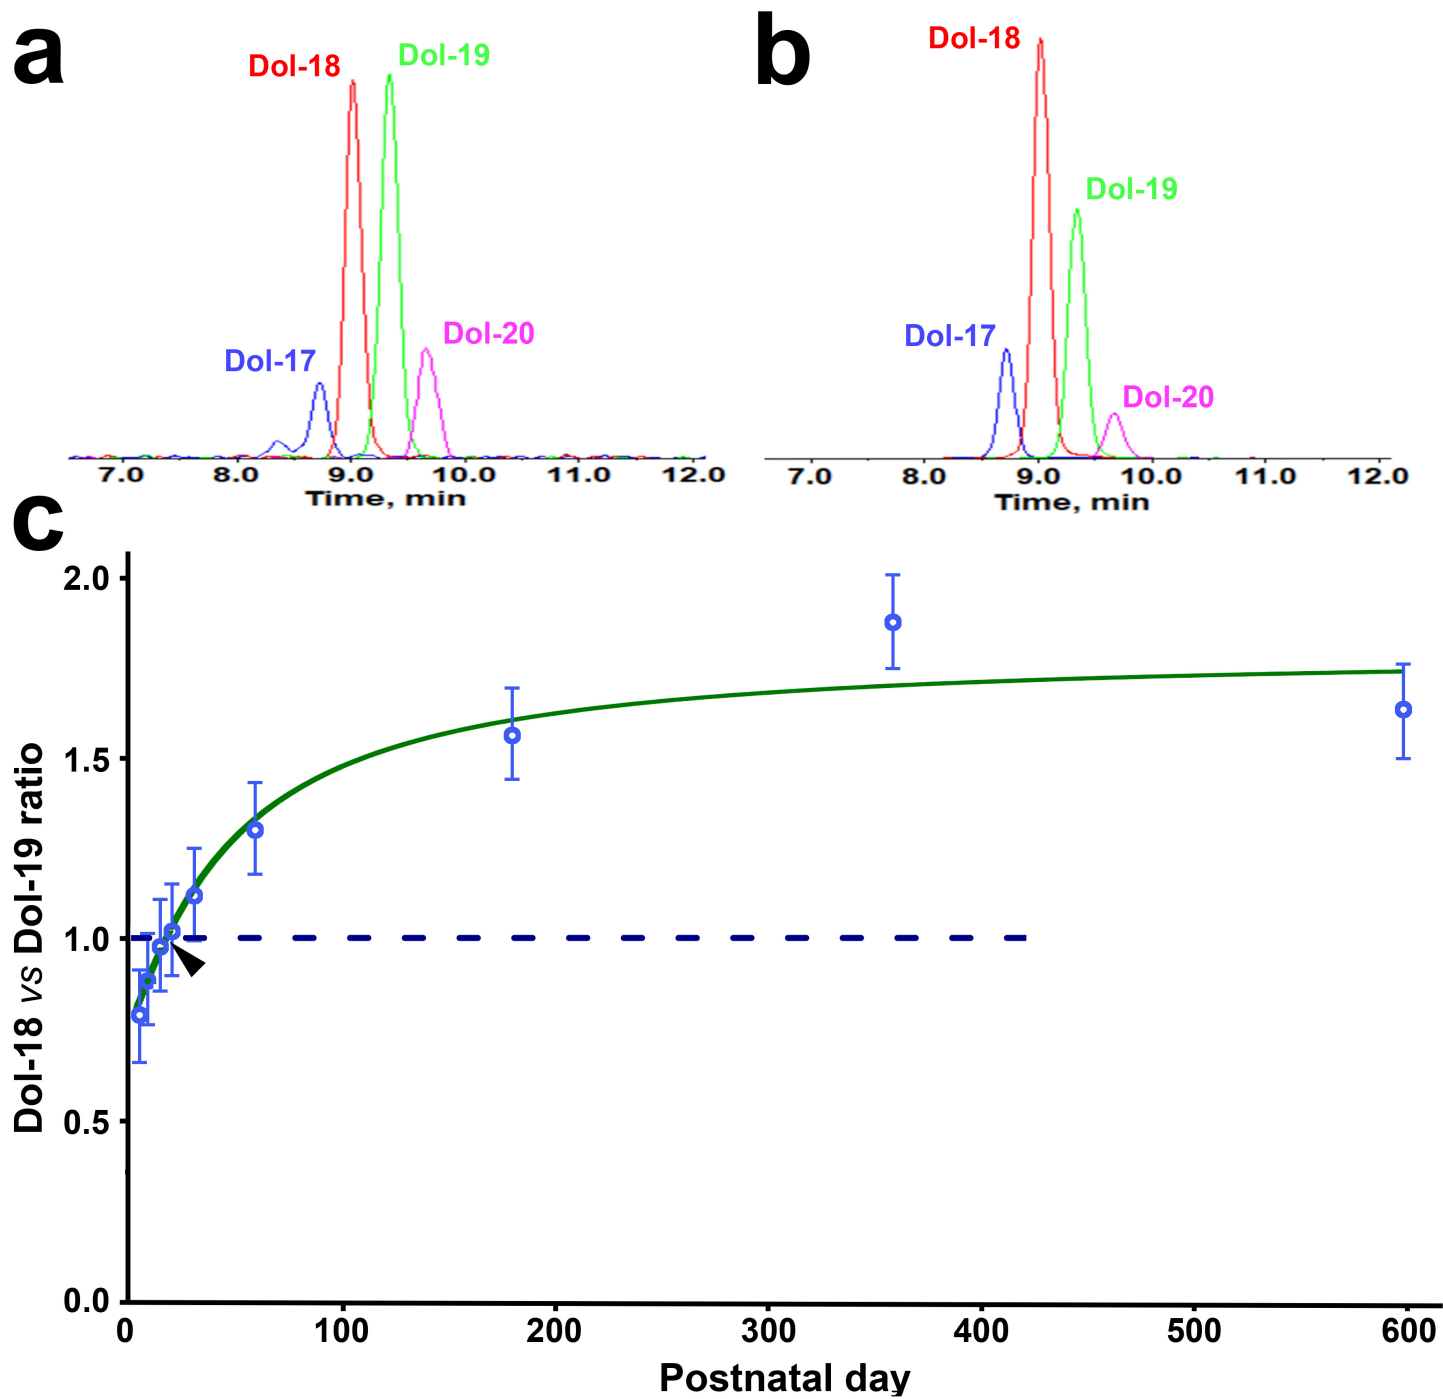 a
Dol-18
Dol-19
Dol-17
Dol-20
7.0 8.0 9.0 10.0 11.0 12.0
Time, min
b
Dol-18
Dol-19
Dol-17
Dol-20
7.0 8.0 9.0 10.0 11.0 12.0
Time, min
c
Dol-18 vs Dol-19 ratio
2.0
1.5
1.0
0.5
0.0
0 100 200 300 400 500 600
Postnatal day